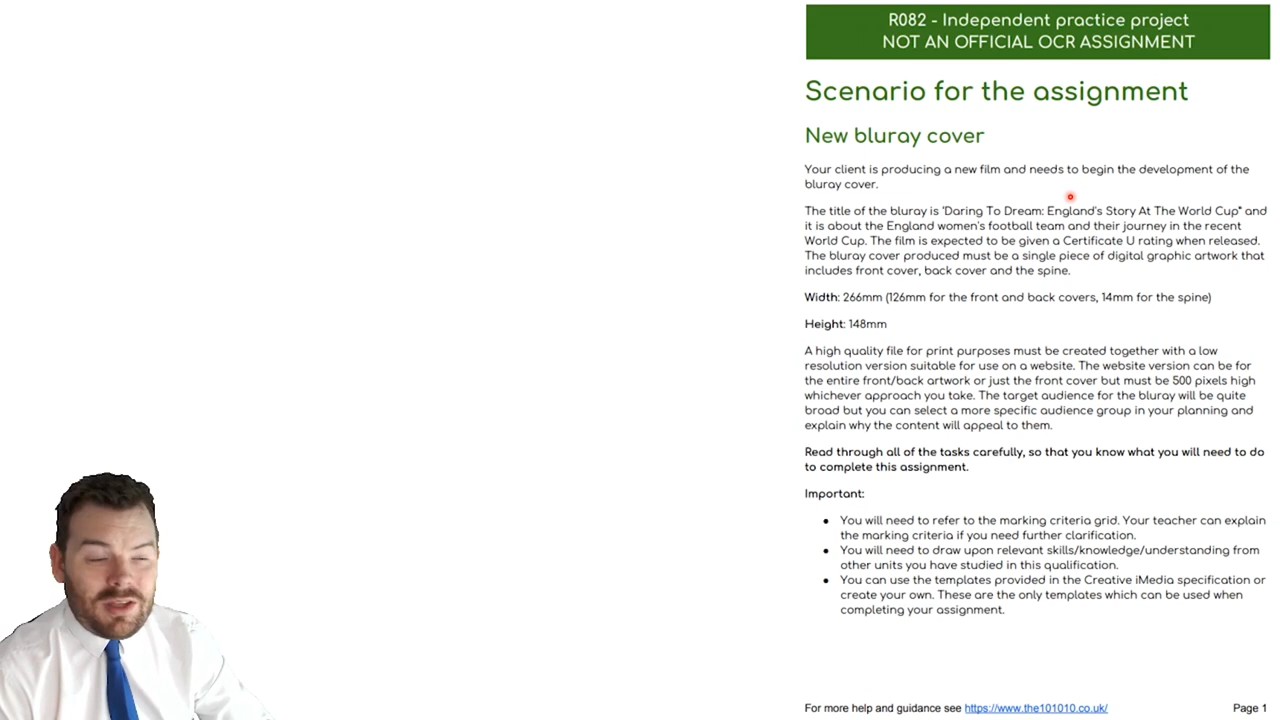 R082 - Independent practice project
NOT AN OFFICIAL OCR ASSIGNMENT
Scenario for the assignment
New bluray cover
Your client is producing a new film and needs to begin the development of the
bluray cover.
The title of the bluray is 'Daring To Dream: England's Story At The World Cup" and
it is about the England women's football team and their journey in the recent
World Cup. The film is expected to be given a Certificate U rating when released.
The bluray cover produced must be a single piece of digital graphic artwork that
includes front cover, back cover and the spine.
Width: 266mm (126mm for the front and back covers, 14mm for the spine)
Height: 148mm
A high quality file for print purposes must be created together with a low
resolution version suitable for use on a website. The website version can be for
the entire front/back artwork or just the front cover but must be 500 pixels high
whichever approach you take. The target audience for the bluray will be quite
broad but you can select a more specific audience group in your planning and
explain why the content will appeal to them.
Read through all of the tasks carefully, so that you know what you will need to do
to complete this assignment.
Important:
● You will need to refer to the marking criteria grid. Your teacher can explain
the marking criteria if you need further clarification.
● You will need to draw upon relevant skills/knowledge/understanding from
other units you have studied in this qualification.
● You can use the templates provided in the Creative iMedia specification or
create your own. These are the only templates which can be used when
completing your assignment.
For more help and guidance see https://www.the101010.co.uk/
Page 1